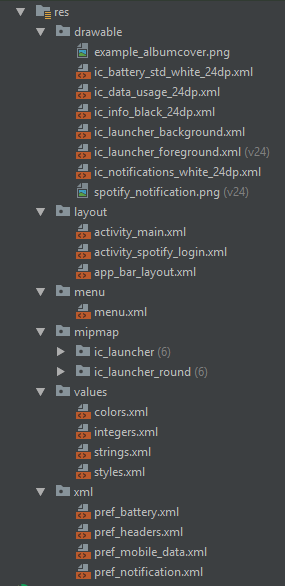 res
drawable
example_albumcover.png
ic_battery_std_white_24dp.xml
ic_data_usage_24dp.xml
ic_info_black_24dp.xml
ic_launcher_background.xml
ic_launcher_foreground.xml (v24)
ic_notifications_white_24dp.xml
spotify_notification.png (v24)
layout
activity_main.xml
activity_spotify_login.xml
app_bar_layout.xml
menu
menu.xml
mipmap
ic_launcher (6)
ic_launcher_round (6)
values
colors.xml
integers.xml
strings.xml
styles.xml
xml
pref_battery.xml
pref_headers.xml
pref_mobile_data.xml
pref_notification.xml